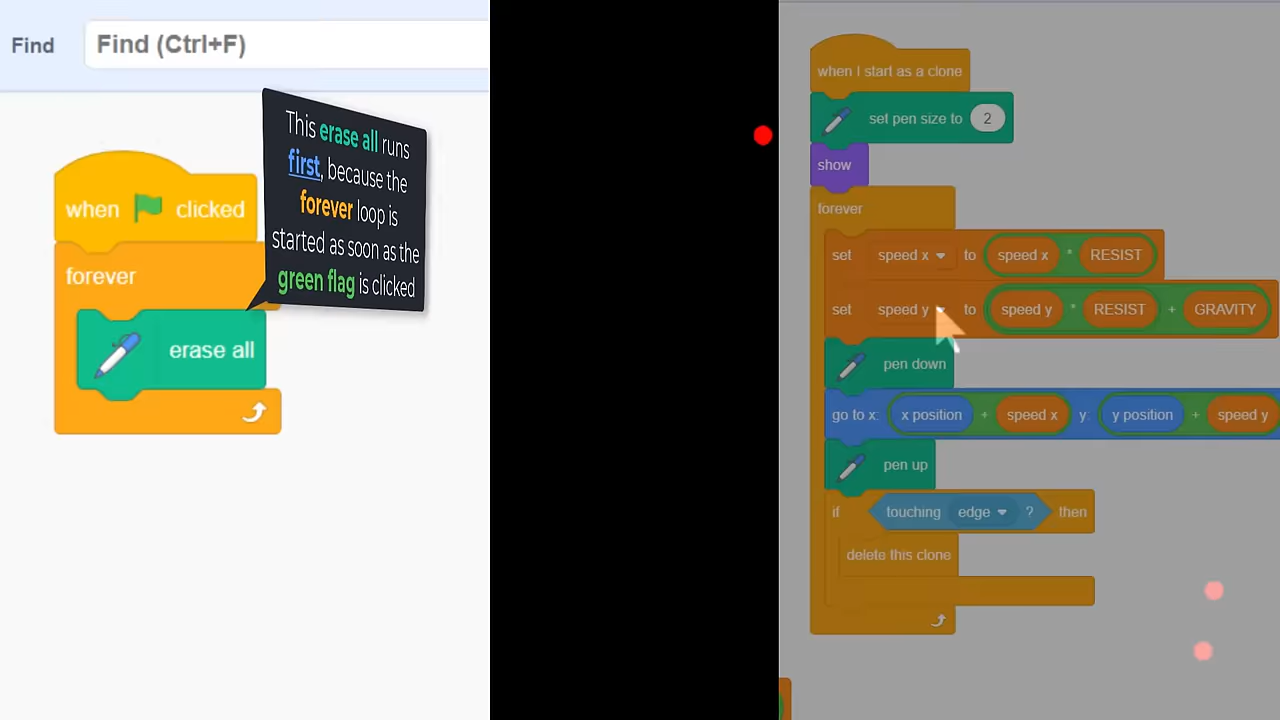 Find
Find (Ctrl+F)
when clicked
forever
erase all
This erase all runs
first, because the
forever loop is
started as soon as the
green flag is clicked
when I start as a clone
set pen size to 2
show
forever
set speed x to speed x * RESIST
set speed y to speed y * RESIST + GRAVITY
pen down
go to x: x position + speed x y: y position + speed y
pen up
if touching edge ? then
delete this clone